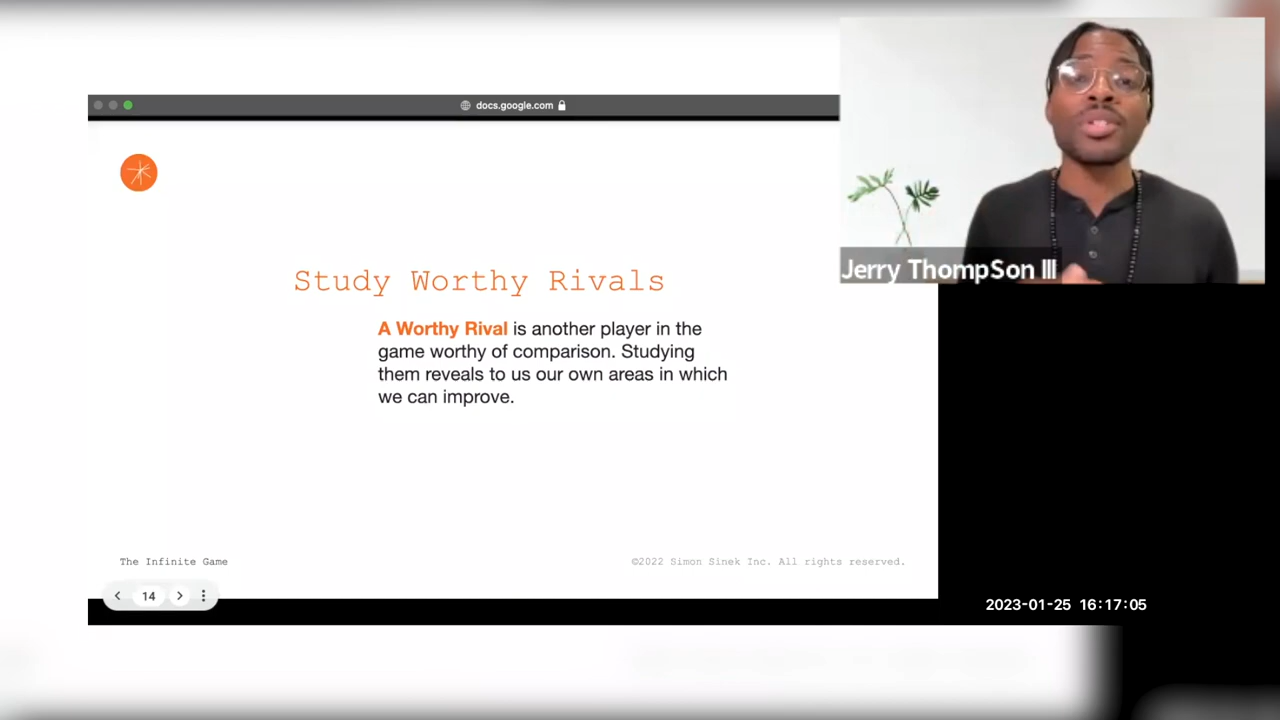 docs.google.com
Jerry ThompSon III
Study Worthy Rivals
A Worthy Rival is another player in the
game worthy of comparison. Studying
them reveals to us our own areas in which
we can improve.
The Infinite Game
©2022 Simon Sinek Inc. All rights reserved.
14
2023-01-25 16:17:05